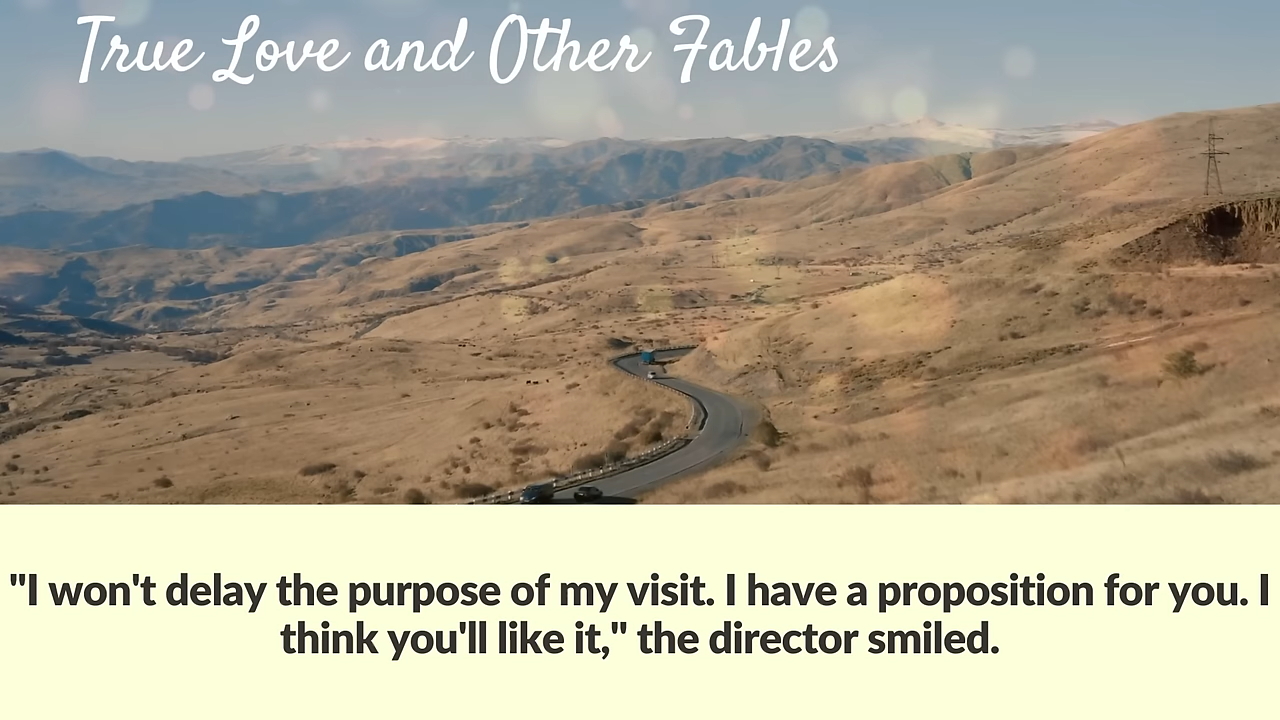 True Love and Other Fables
"I won't delay the purpose of my visit. I have a proposition for you. I
think you'll like it," the director smiled.